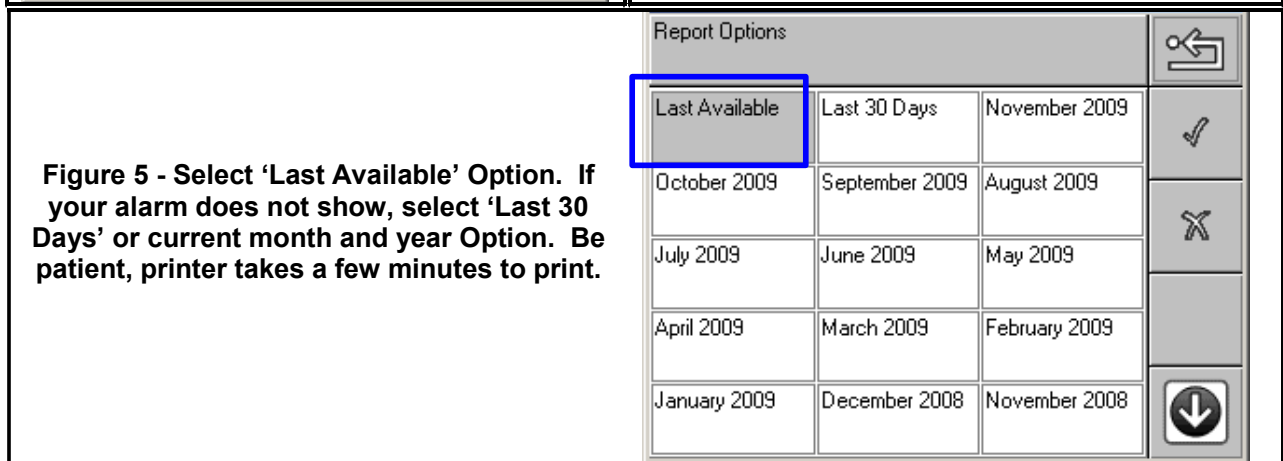 Figure 5 - Select ‘Last Available’ Option.  If
your alarm does not show, select ‘Last 30
Days’ or current month and year Option.  Be
patient, printer takes a few minutes to print.
Report Options
Last Available Last 30 Days November 2009
October 2009 September 2009 August 2009
July 2009 June 2009 May 2009
April 2009 March 2009 February 2009
January 2009 December 2008 November 2008